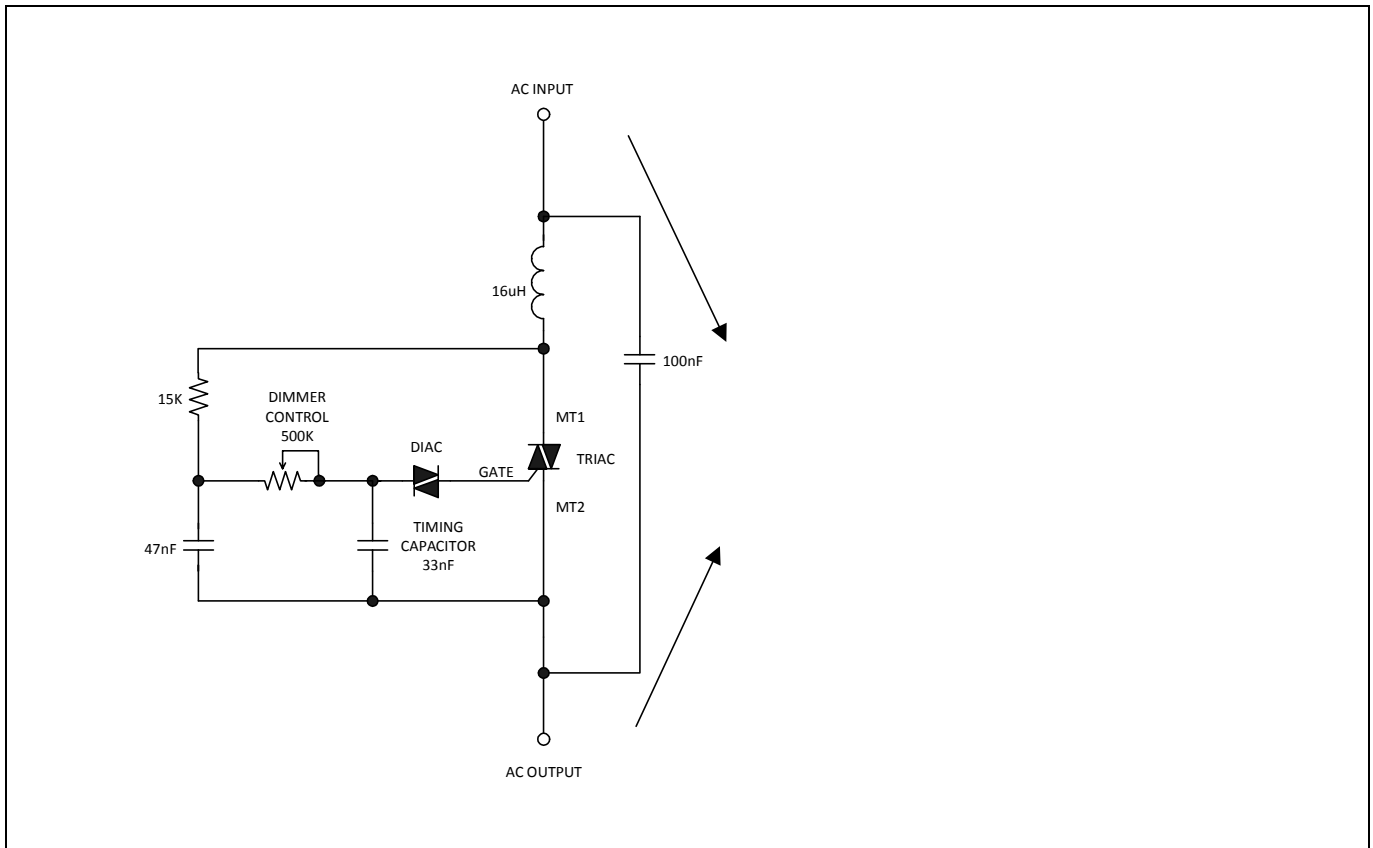 AC INPUT
16uH
100nF
15K
DIMMER
CONTROL
500K
MT1
DIAC
TRIAC
GATE
MT2
47nF
TIMING
CAPACITOR
33nF
AC OUTPUT